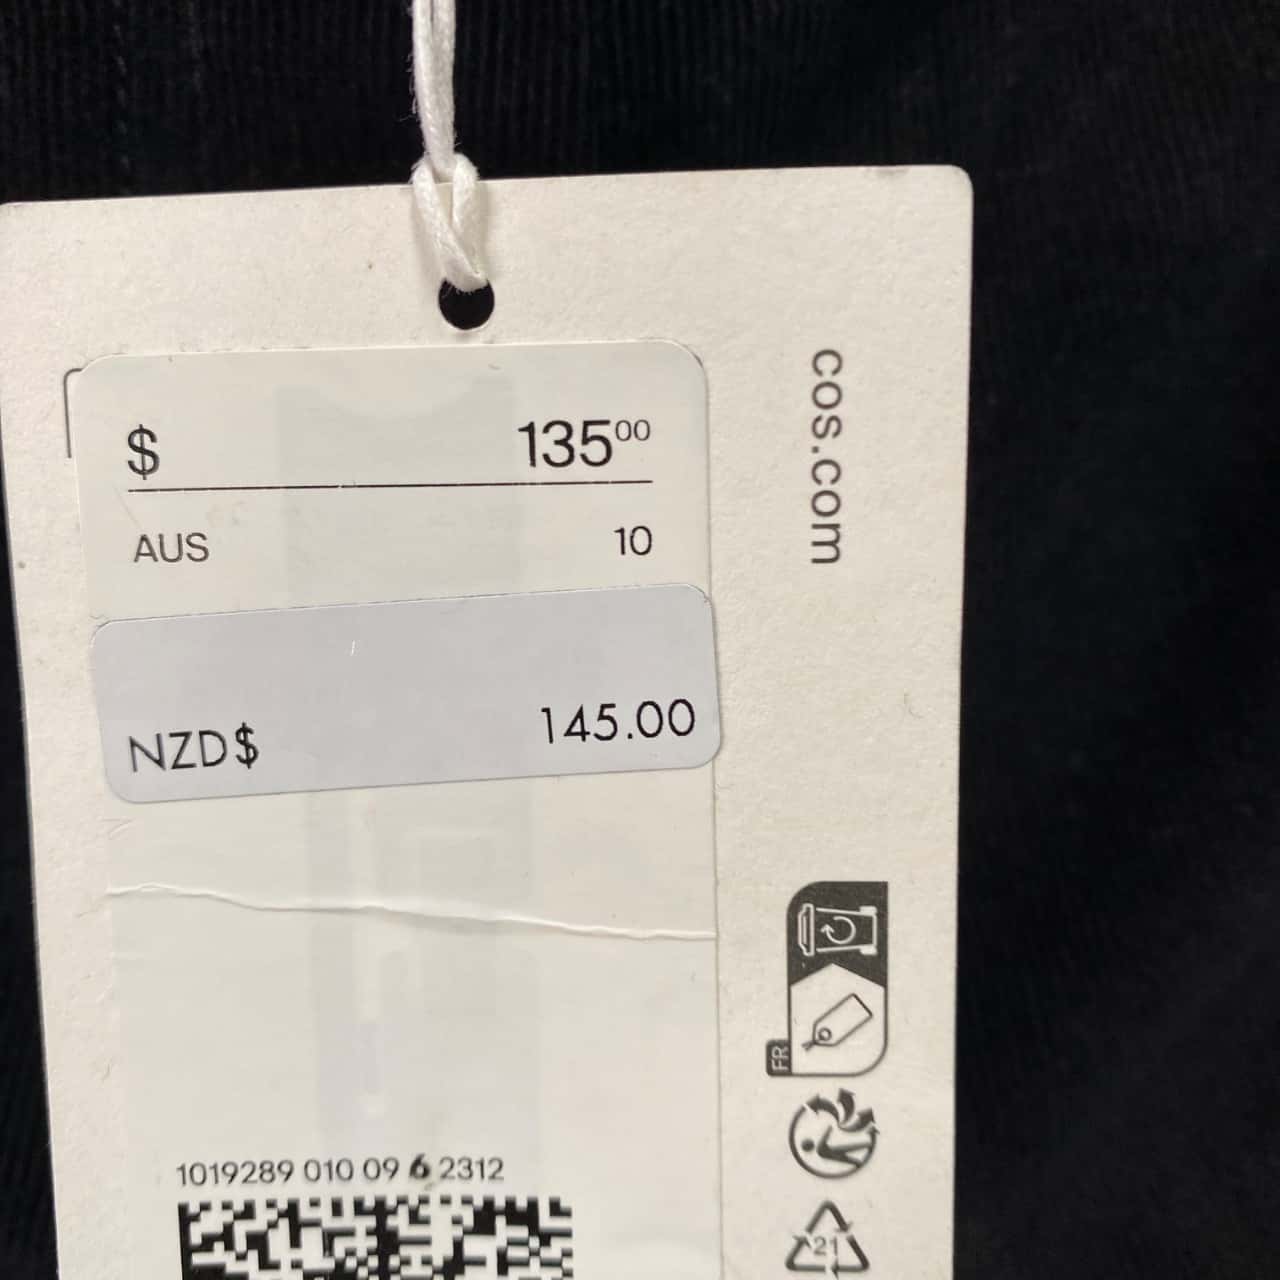 $ 135⁰⁰
AUS 10
NZD$ 145.00
1019289 010 09 6 2312
cos.com
FR
21